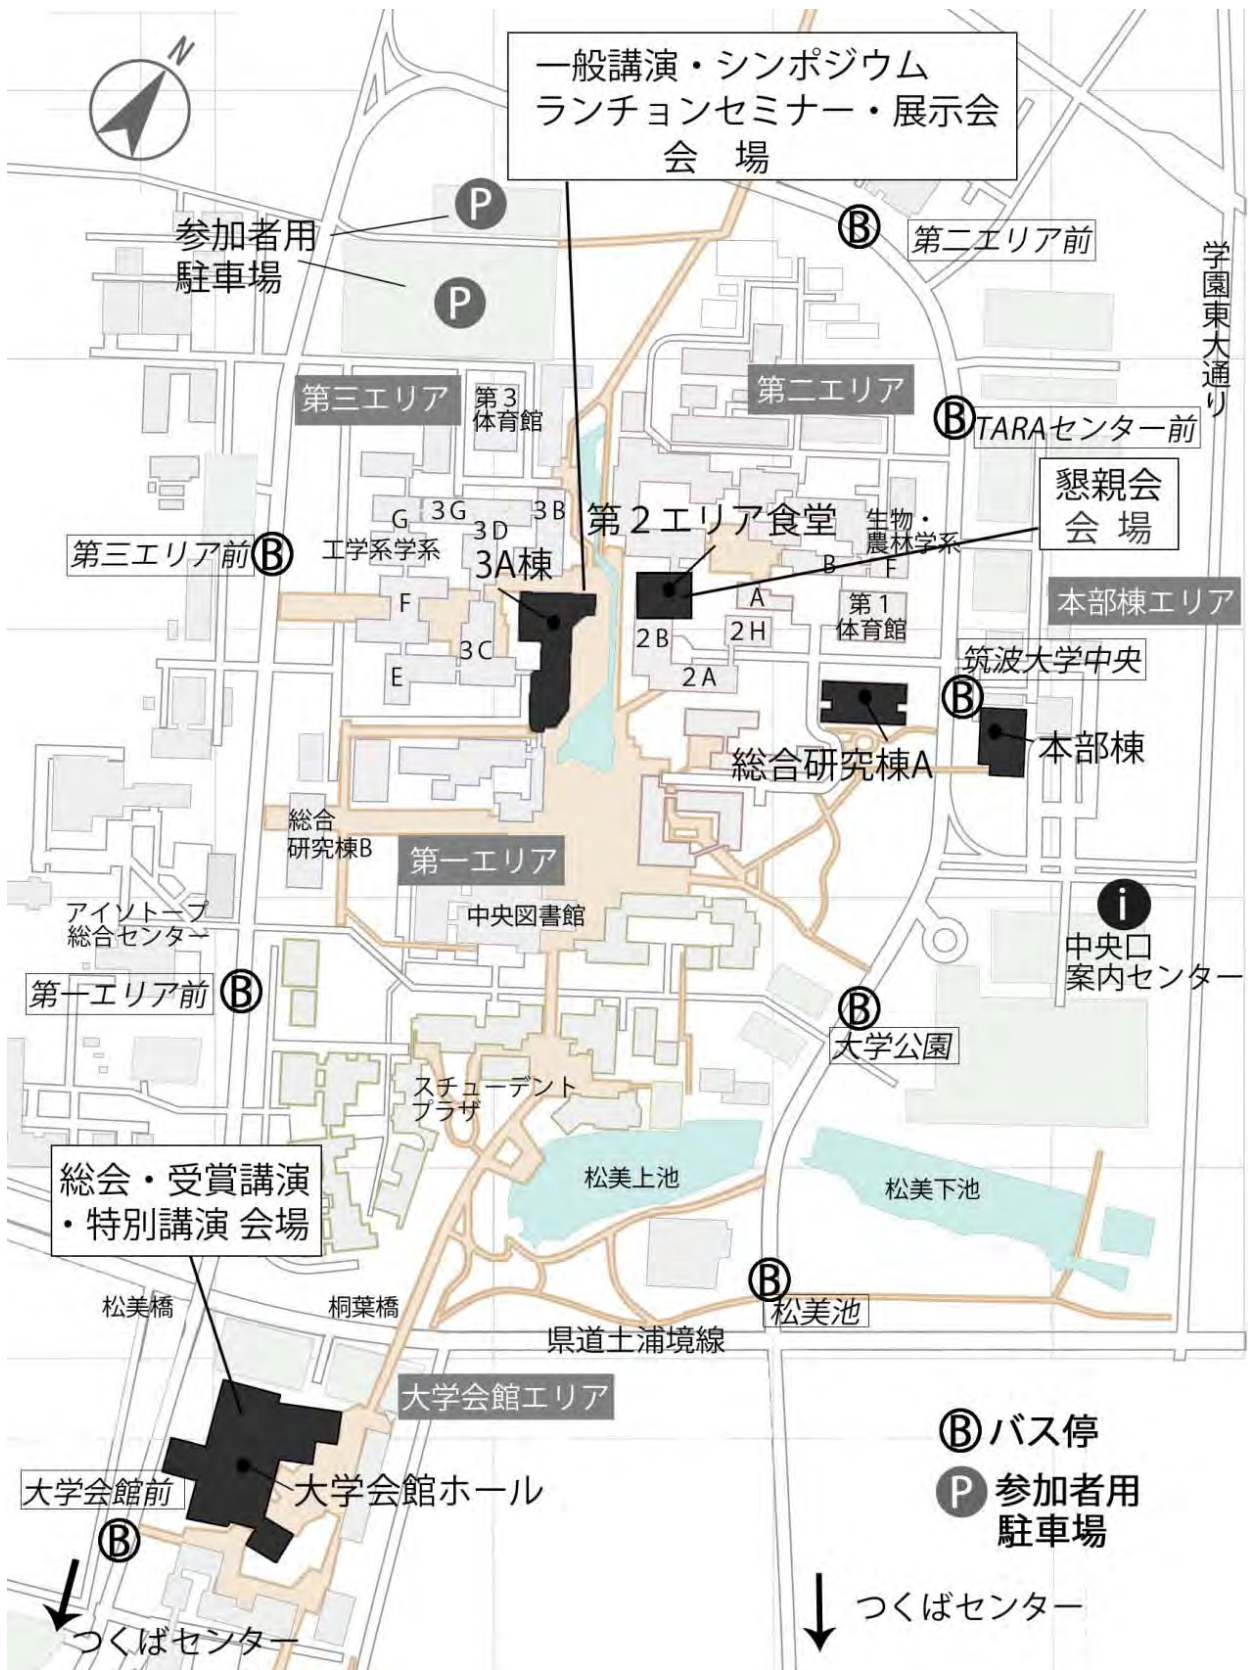 N
一般講演・シンポジウム
ランチョンセミナー・展示会
会 場
P
参加者用
駐車場
P
B
第二エリア前
学園東大通り
第三エリア
第3
体育館
第二エリア
B
TARAセンター前
懇親会
会 場
3G
3B
G
3D
第2エリア食堂
生物・
農林学系
工学系学系
第三エリア前
B
3A棟
B
F
F
A
第1
体育館
本部棟エリア
2B
2H
3C
E
2A
筑波大学中央
B
総合研究棟A
本部棟
総合
研究棟B
第一エリア
中央図書館
i
中央口
案内センター
アイソトープ
総合センター
第一エリア前
B
B
大学公園
スチューデント
プラザ
総会・受賞講演
・特別講演 会場
松美上池
松美下池
松美橋
桐葉橋
B
松美池
県道土浦境線
大学会館エリア
大学会館前
大学会館ホール
B
B バス停
P 参加者用
駐車場
つくばセンター
つくばセンター